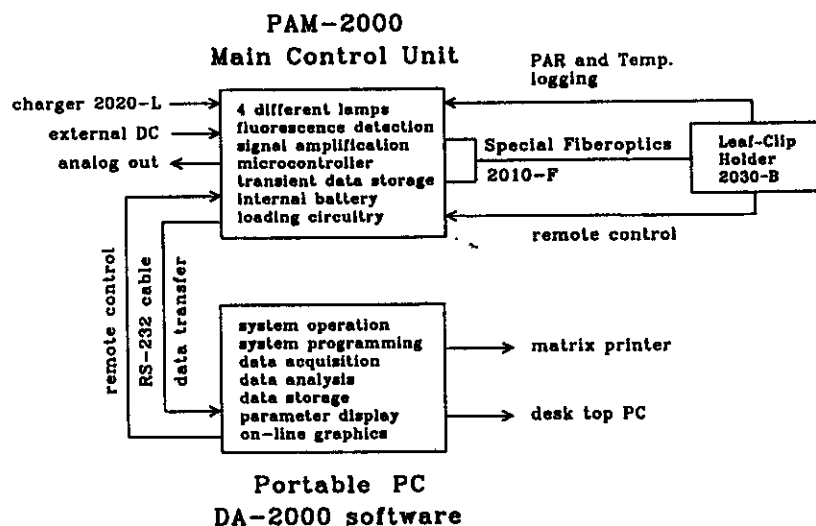 PAM-2000
Main Control Unit
PAR and Temp.
logging
charger 2020-L
external DC
analog out
4 different lamps
fluorescence detection
signal amplification
microcontroller
transient data storage
internal battery
loading circuitry
Special Fiberoptics
2010-F
Leaf-Clip
Holder
2030-B
remote control
remote control
RS-232 cable
data transfer
system operation
system programming
data acquisition
data analysis
data storage
parameter display
on-line graphics
matrix printer
desk top PC
Portable PC
DA-2000 software